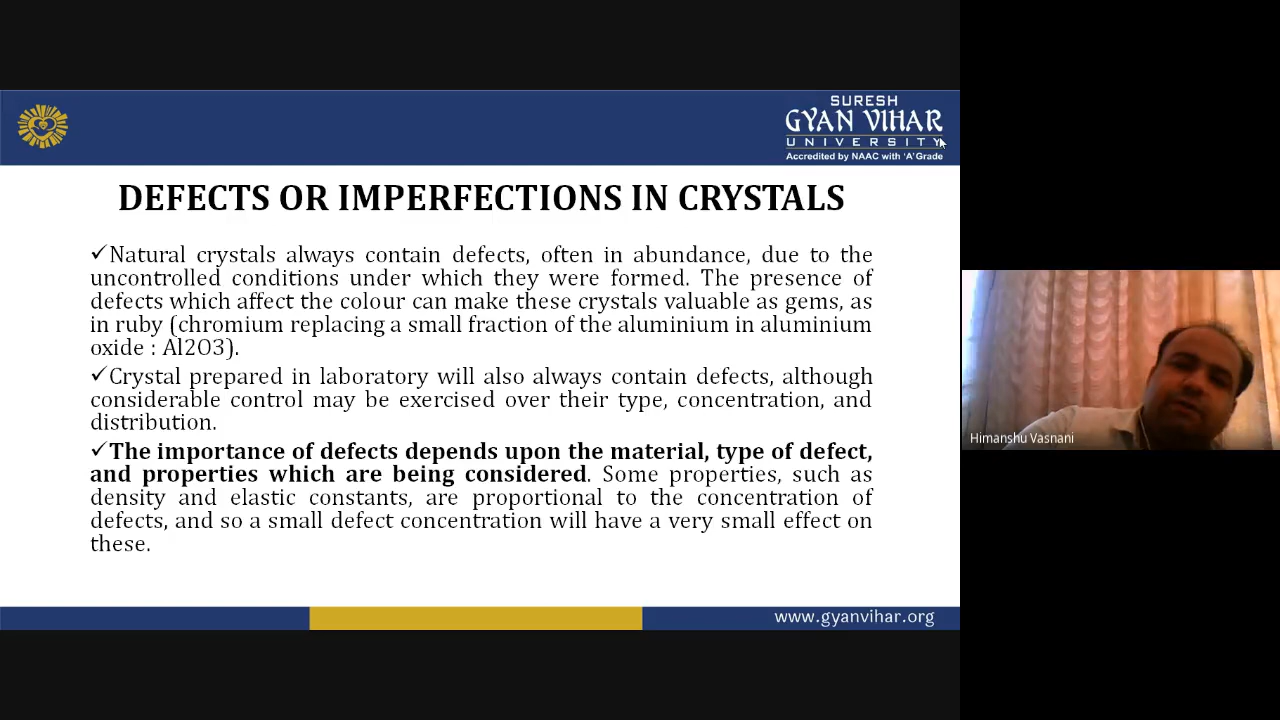 SURESH
GYAN VIHAR
UNIVERSITY
Accredited by NAAC with 'A' Grade
DEFECTS OR IMPERFECTIONS IN CRYSTALS
✓Natural crystals always contain defects, often in abundance, due to the
uncontrolled conditions under which they were formed. The presence of
defects which affect the colour can make these crystals valuable as gems, as
in ruby (chromium replacing a small fraction of the aluminium in aluminium
oxide : Al2O3).
✓Crystal prepared in laboratory will also always contain defects, although
considerable control may be exercised over their type, concentration, and
distribution.
✓The importance of defects depends upon the material, type of defect,
and properties which are being considered. Some properties, such as
density and elastic constants, are proportional to the concentration of
defects, and so a small defect concentration will have a very small effect on
these.
www.gyanvihar.org
Himanshu Vasnani